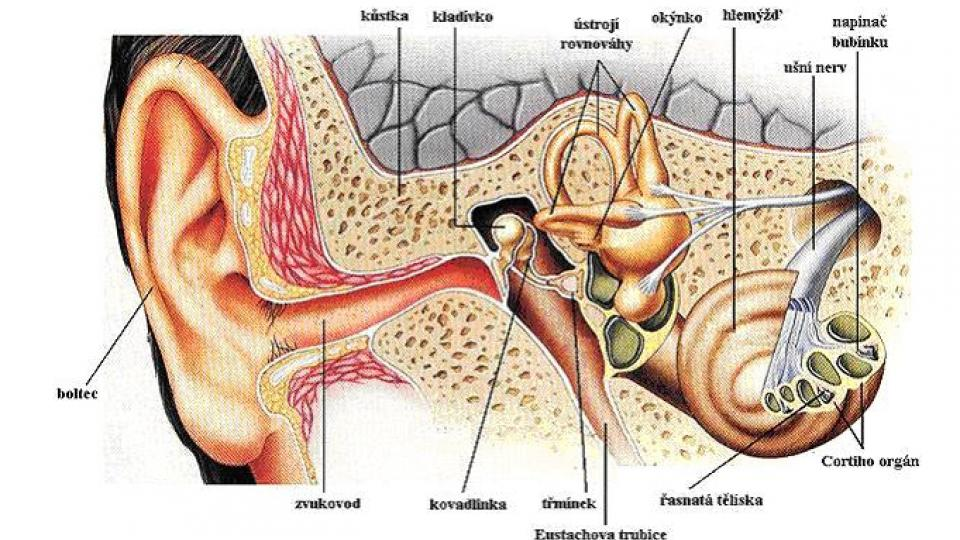 kůstka
kladívko
ústrojí
rovnováhy
okýnko
hlemýžď
napínač
bubínku
ušní nerv
boltec
zvukovod
kovadlinka
třmínek
Eustachova trubice
řasnatá tělíska
Cortiho orgán